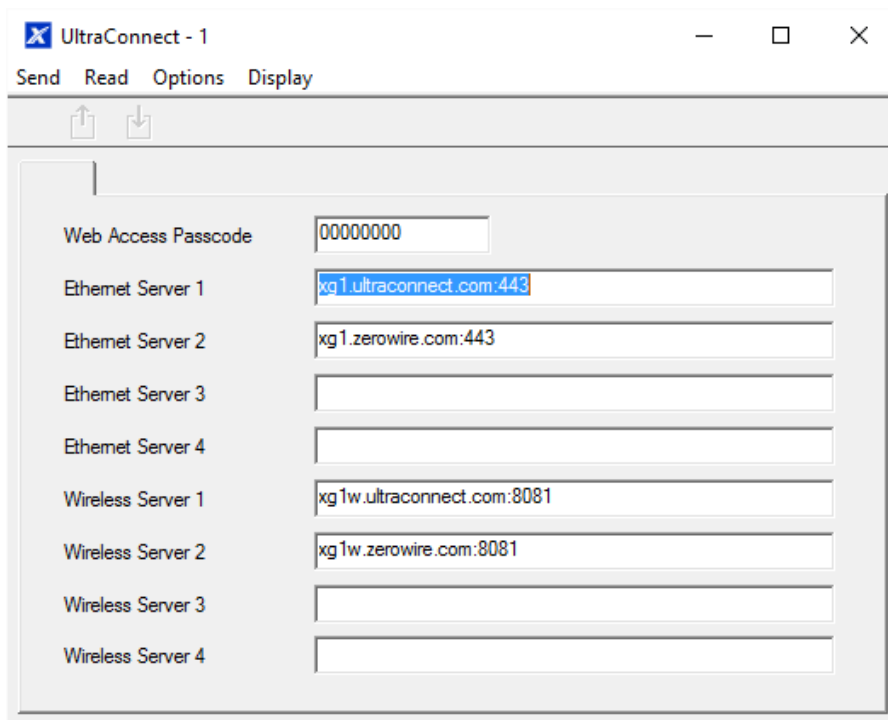 UltraConnect - 1
Send Read Options Display
Web Access Passcode 00000000
Ethernet Server 1 xg1.ultraconnect.com:443
Ethernet Server 2 xg1.zerowire.com:443
Ethernet Server 3
Ethernet Server 4
Wireless Server 1 xg1w.ultraconnect.com:8081
Wireless Server 2 xg1w.zerowire.com:8081
Wireless Server 3
Wireless Server 4